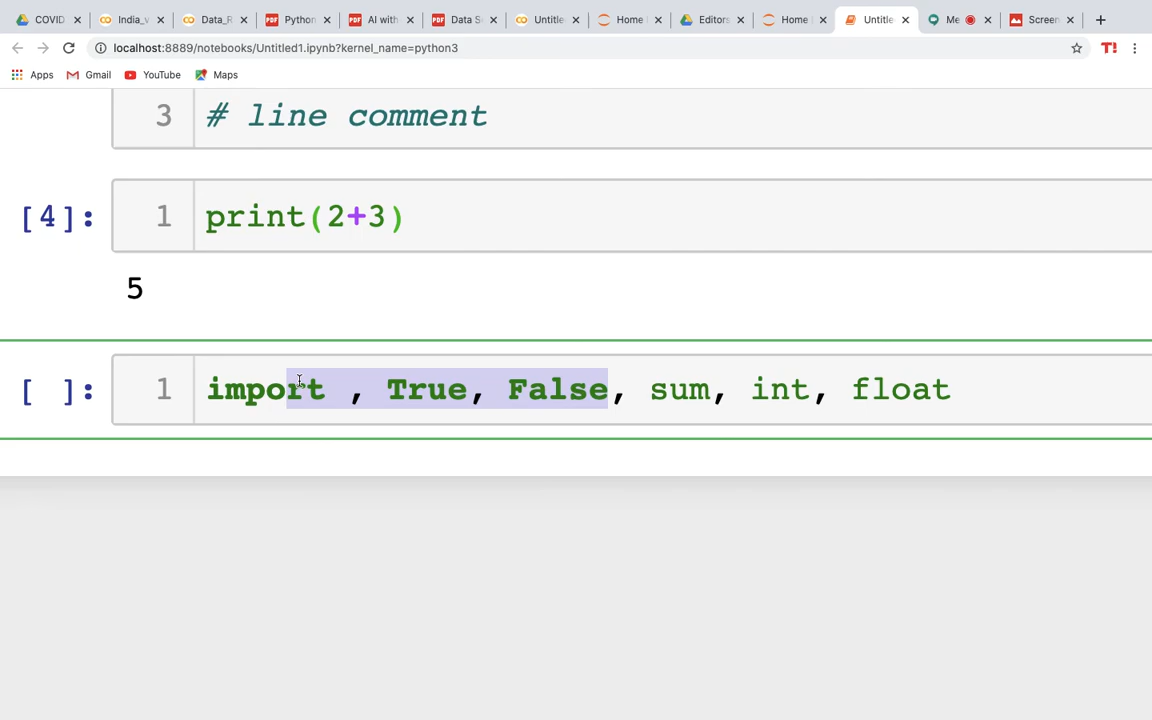 COVID India_v Data_R Python AI with Data S Untitle Home Editors Home Untitle Me Screen
localhost:8889/notebooks/Untitled1.ipynb?kernel_name=python3 T!
Apps Gmail YouTube Maps
3 # line comment
[4]: 1 print(2+3)
5
[ ]: 1 import , True, False, sum, int, float